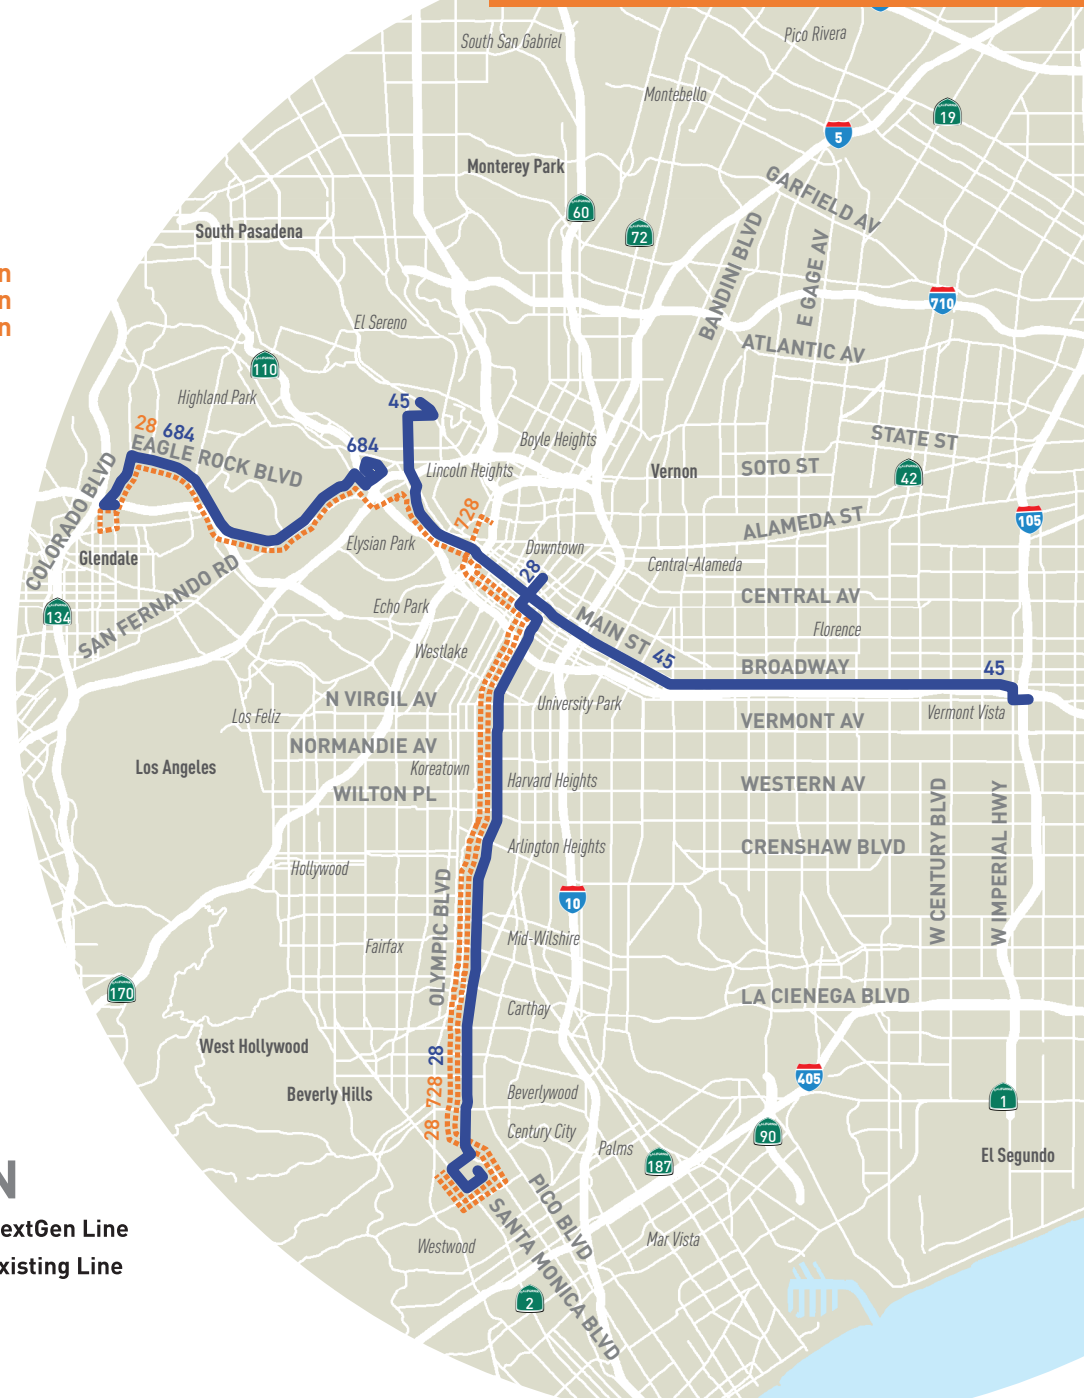 Pico Rivera
South San Gabriel
Montebello
19
5
Monterey Park
GARFIELD AV
60
72
South Pasadena
BANDINI BLVD
E GAGE AV
n
n
n
710
El Sereno
ATLANTIC AV
110
Highland Park
45
28 684
EAGLE ROCK BLVD
684
Boyle Heights
STATE ST
Lincoln Heights
Vernon
SOTO ST
42
COLORADO BLVD
728
ALAMEDA ST
105
Elysian Park
Downtown
Glendale
Central-Alameda
28
SAN FERNANDO RD
CENTRAL AV
Echo Park
134
MAIN ST 45
Florence
Westlake
BROADWAY
45
N VIRGIL AV
University Park
Vermont Vista
Los Feliz
VERMONT AV
NORMANDIE AV
Los Angeles
Koreatown
Harvard Heights
WESTERN AV
WILTON PL
W CENTURY BLVD
W IMPERIAL HWY
Arlington Heights
CRENSHAW BLVD
Hollywood
10
OLYMPIC BLVD
Fairfax
Mid-Wilshire
170
Carthay
LA CIENEGA BLVD
West Hollywood
28 728 28
405
Beverly Hills
Beverlywood
1
Century City
90
Palms
187
El Segundo
N
PICO BLVD
extGen Line
SANTA MONICA BLVD
Westwood
Mar Vista
xisting Line
2